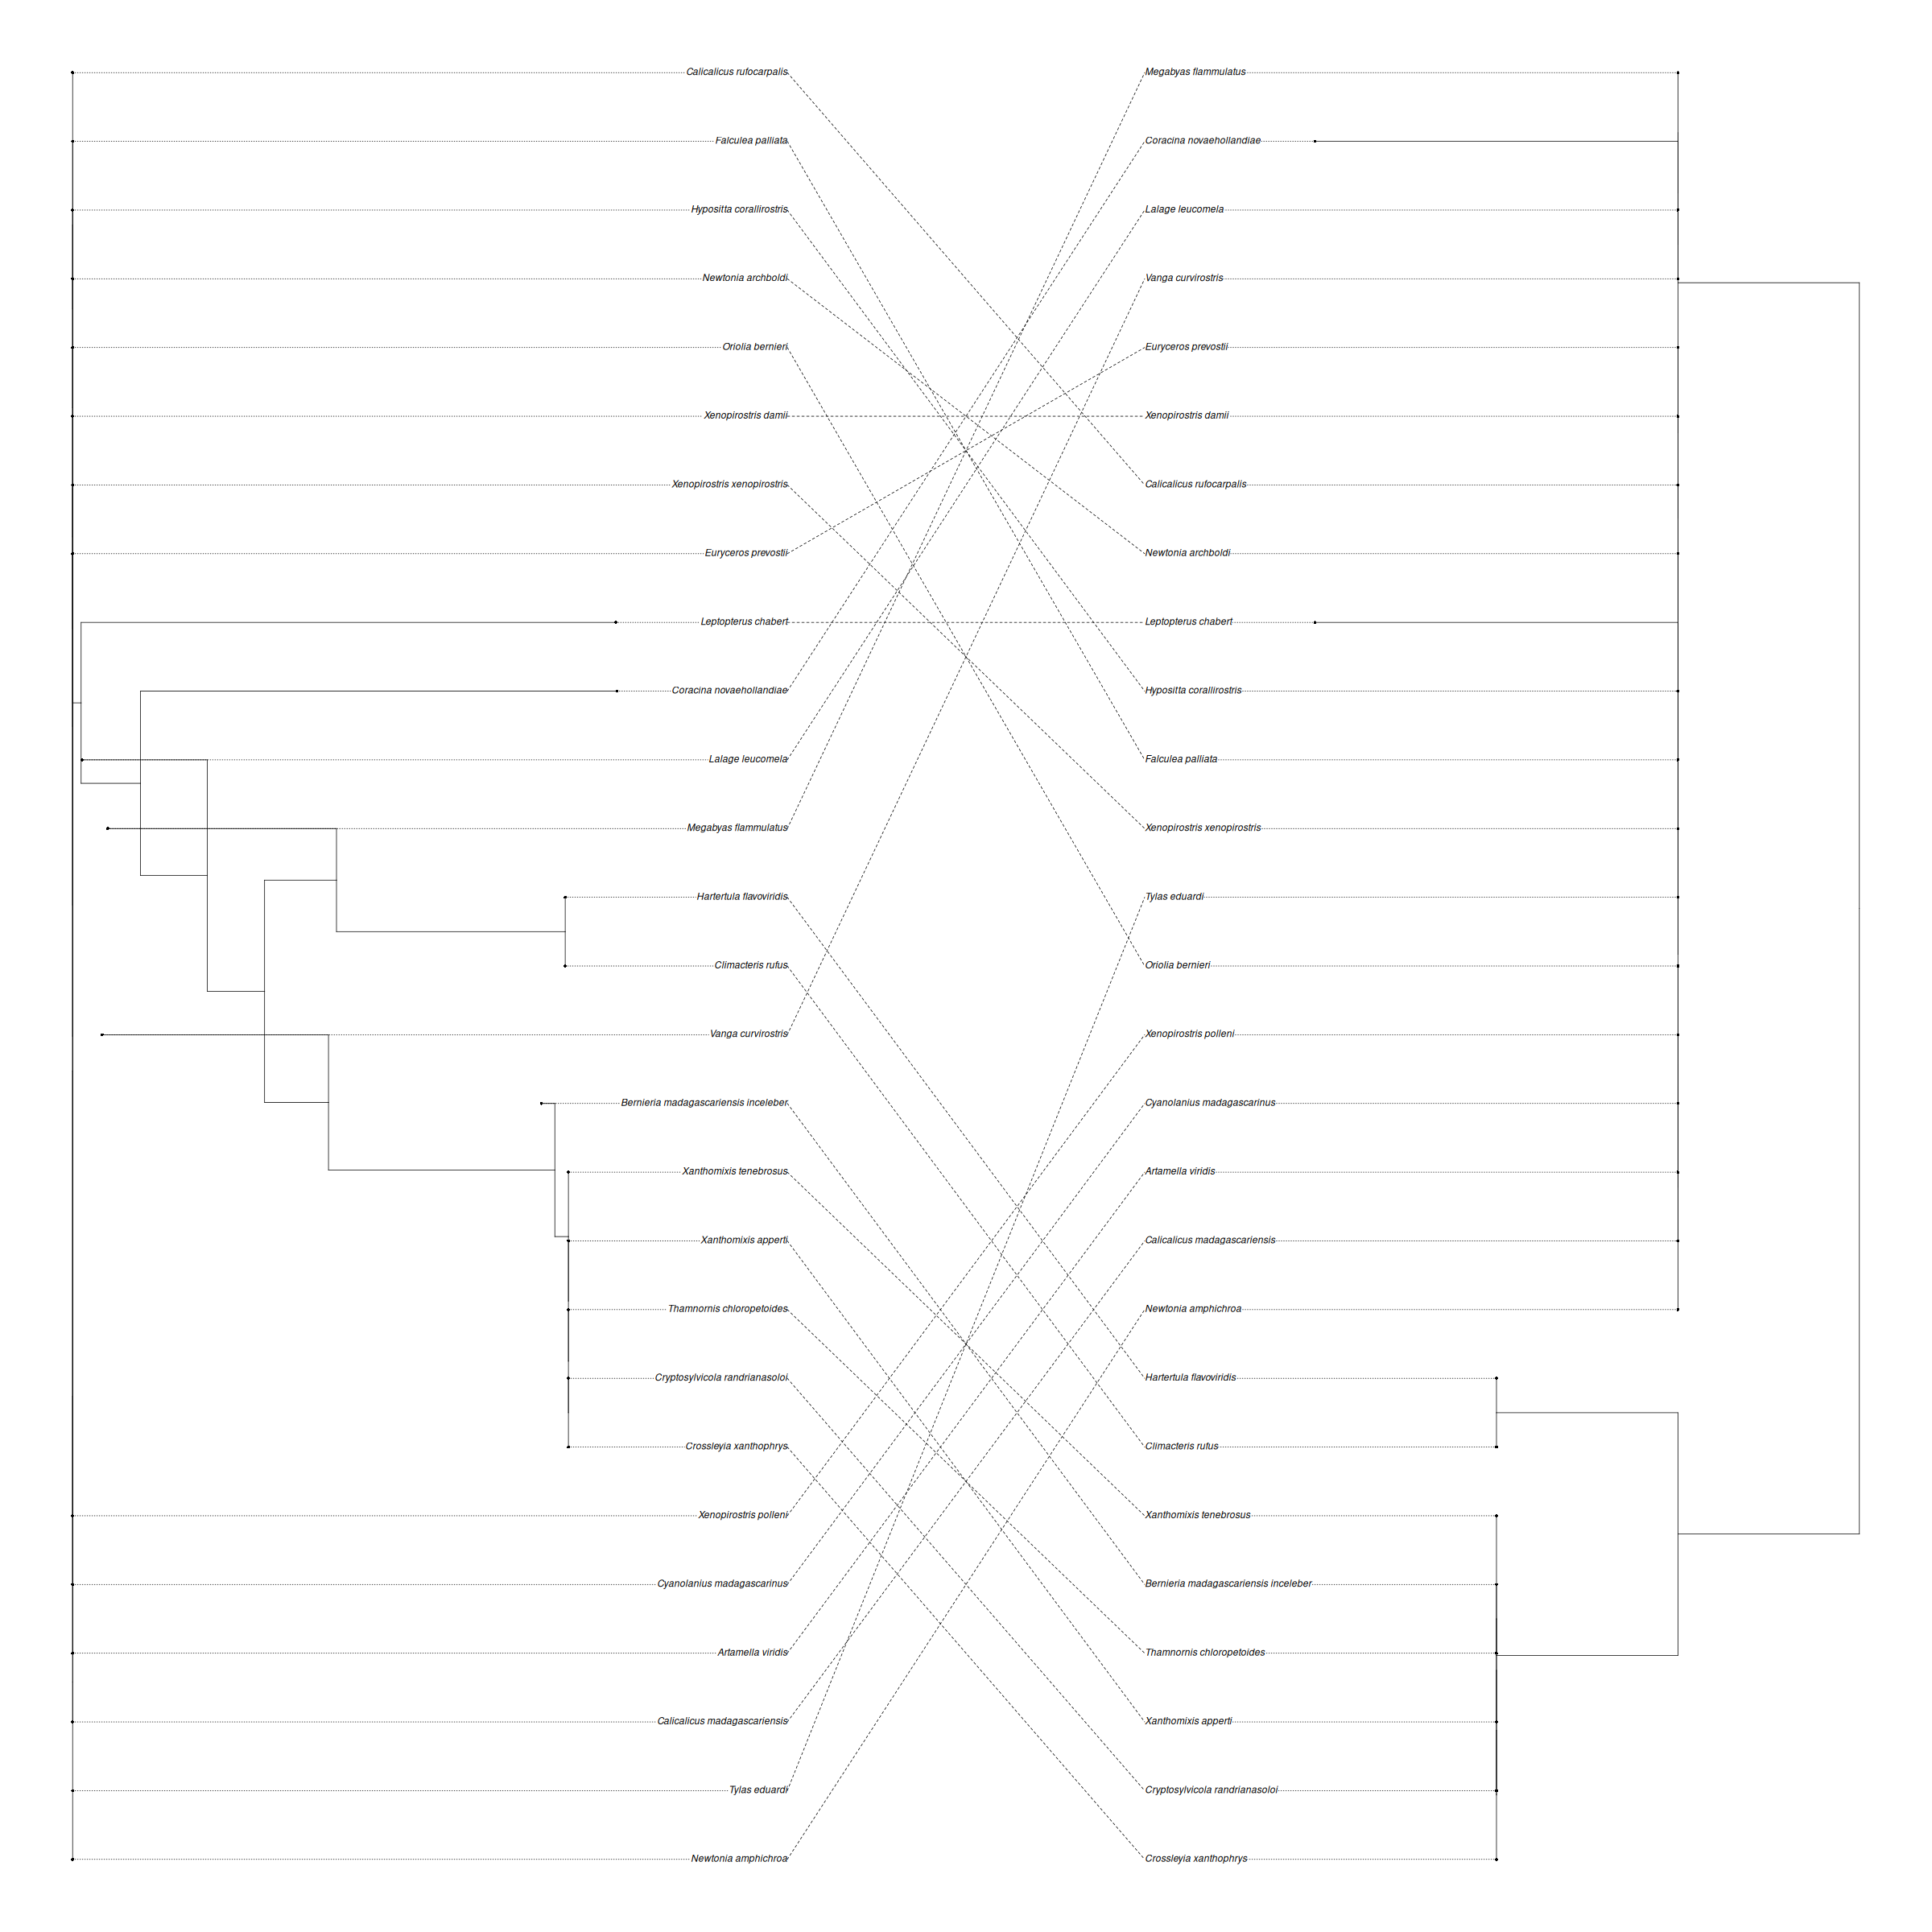 Calicalicus rufocarpalis
Falculea palliata
Hypositta corallirostris
Newtonia archboldi
Oriolia bernieri
Xenopirostris damii
Xenopirostris xenopirostris
Euryceros prevostii
Leptopterus chabert
Coracina novaehollandiae
Lalage leucomela
Megabyas flammulatus
Hartertula flavoviridis
Climacteris rufus
Vanga curvirostris
Bernieria madagascariensis inceleber
Xanthomixis tenebrosus
Xanthomixis apperti
Thamnornis chloropetoides
Cryptosylvicola randrianasoloi
Crossleyia xanthophrys
Xenopirostris polleni
Cyanolanius madagascarinus
Artamella viridis
Calicalicus madagascariensis
Tylas eduardi
Newtonia amphichroa
Megabyas flammulatus
Coracina novaehollandiae
Lalage leucomela
Vanga curvirostris
Euryceros prevostii
Xenopirostris damii
Calicalicus rufocarpalis
Newtonia archboldi
Leptopterus chabert
Hypositta corallirostris
Falculea palliata
Xenopirostris xenopirostris
Tylas eduardi
Oriolia bernieri
Xenopirostris polleni
Cyanolanius madagascarinus
Artamella viridis
Calicalicus madagascariensis
Newtonia amphichroa
Hartertula flavoviridis
Climacteris rufus
Xanthomixis tenebrosus
Bernieria madagascariensis inceleber
Thamnornis chloropetoides
Xanthomixis apperti
Cryptosylvicola randrianasoloi
Crossleyia xanthophrys